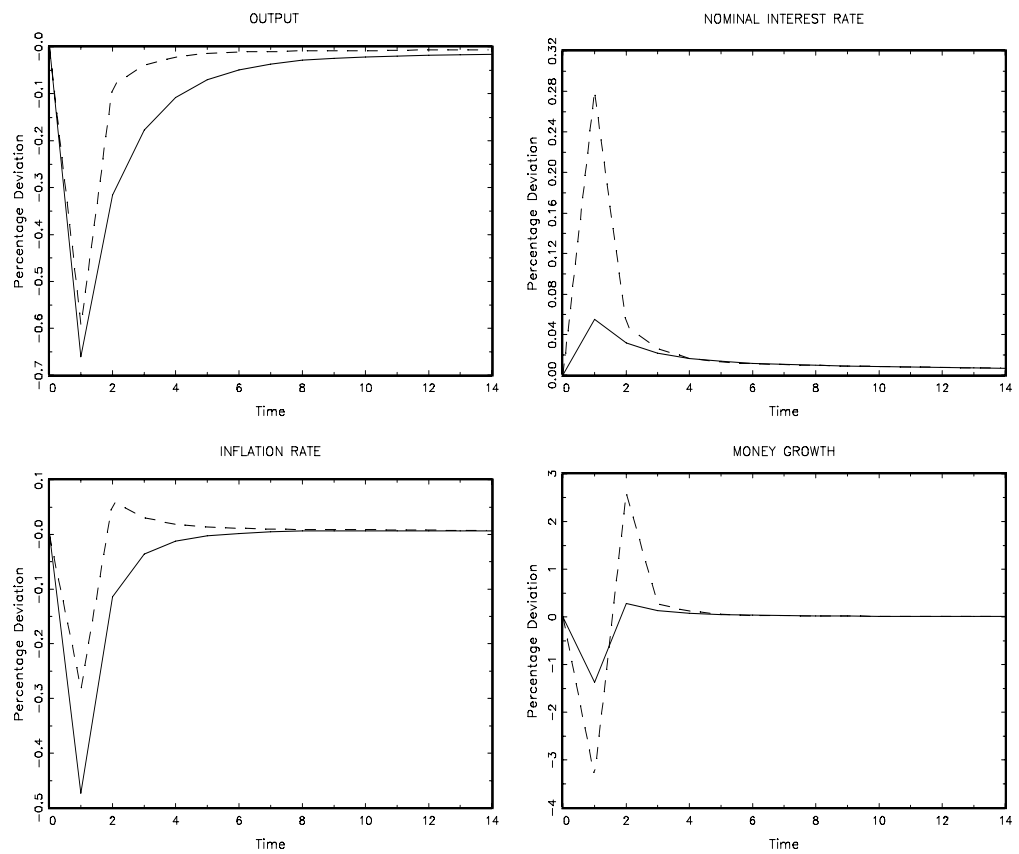 OUTPUT
Percentage Deviation
-0.0
-0.1
-0.2
-0.3
-0.4
-0.5
-0.6
-0.7
0 2 4 6 8 10 12 14
Time
NOMINAL INTEREST RATE
Percentage Deviation
0.32
0.28
0.24
0.20
0.16
0.12
0.08
0.04
0.00
0 2 4 6 8 10 12 14
Time
INFLATION RATE
Percentage Deviation
0.1
-0.0
-0.1
-0.2
-0.3
-0.4
-0.5
0 2 4 6 8 10 12 14
Time
MONEY GROWTH
Percentage Deviation
3
2
1
0
-1
-2
-3
-4
0 2 4 6 8 10 12 14
Time